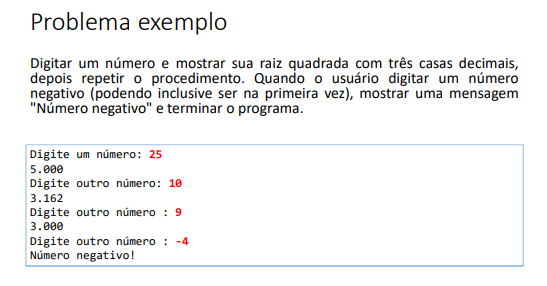 Problema exemplo
Digitar um número e mostrar sua raiz quadrada com três casas decimais,
depois repetir o procedimento. Quando o usuário digitar um número
negativo (podendo inclusive ser na primeira vez), mostrar uma mensagem
"Número negativo" e terminar o programa.
Digite um número: 25
5.000
Digite outro número: 10
3.162
Digite outro número : 9
3.000
Digite outro número : -4
Número negativo!